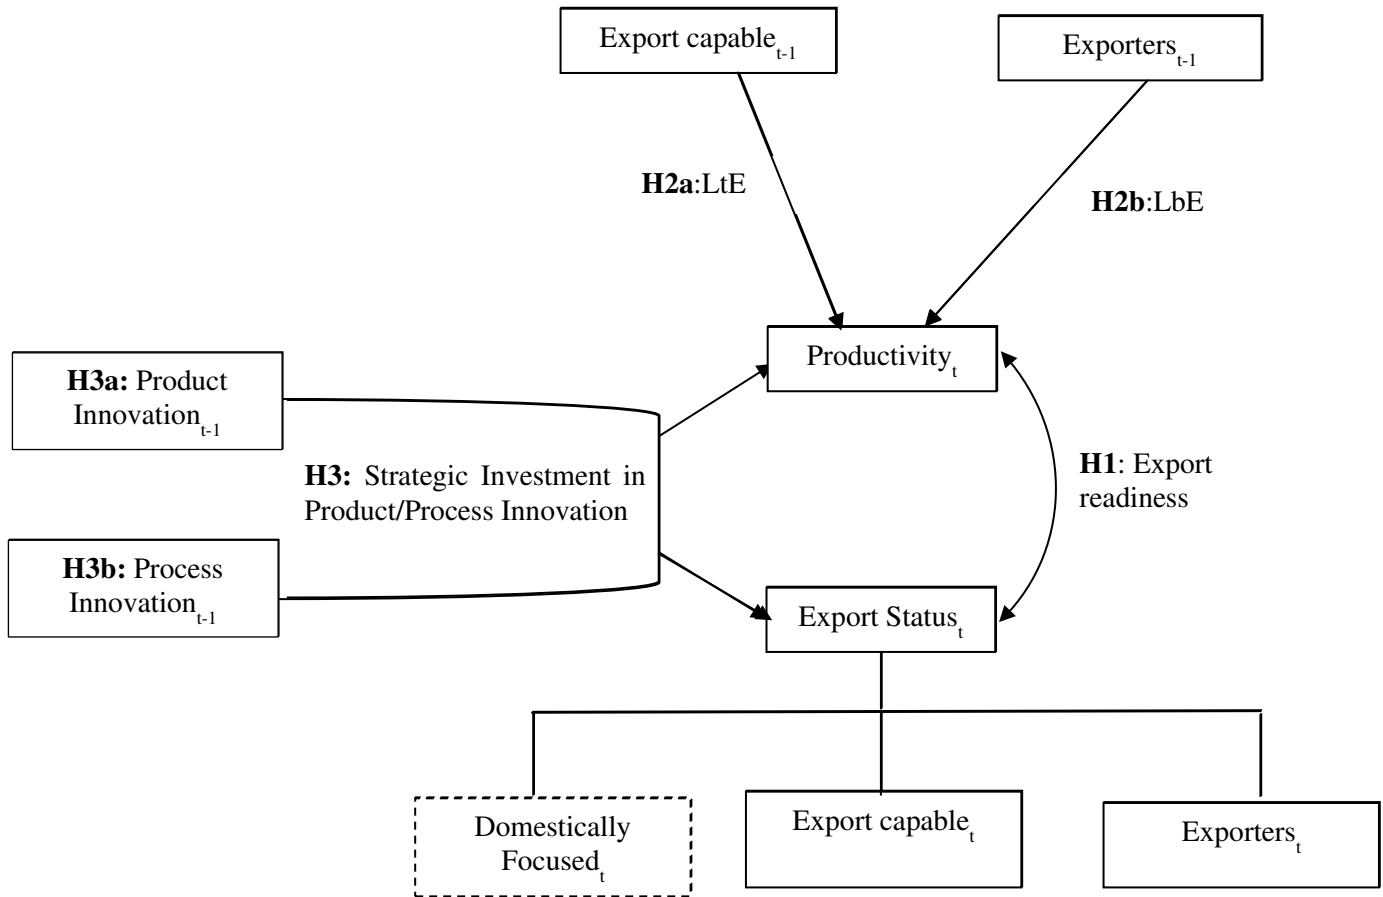 Export capable t-1
Exporters t-1
H2a:LtE
H2b:LbE
Productivity t
H3a: Product
Innovation t-1
H3: Strategic Investment in
Product/Process Innovation
H1: Export
readiness
H3b: Process
Innovation t-1
Export Status t
Domestically
Focused t
Export capable t
Exporters t